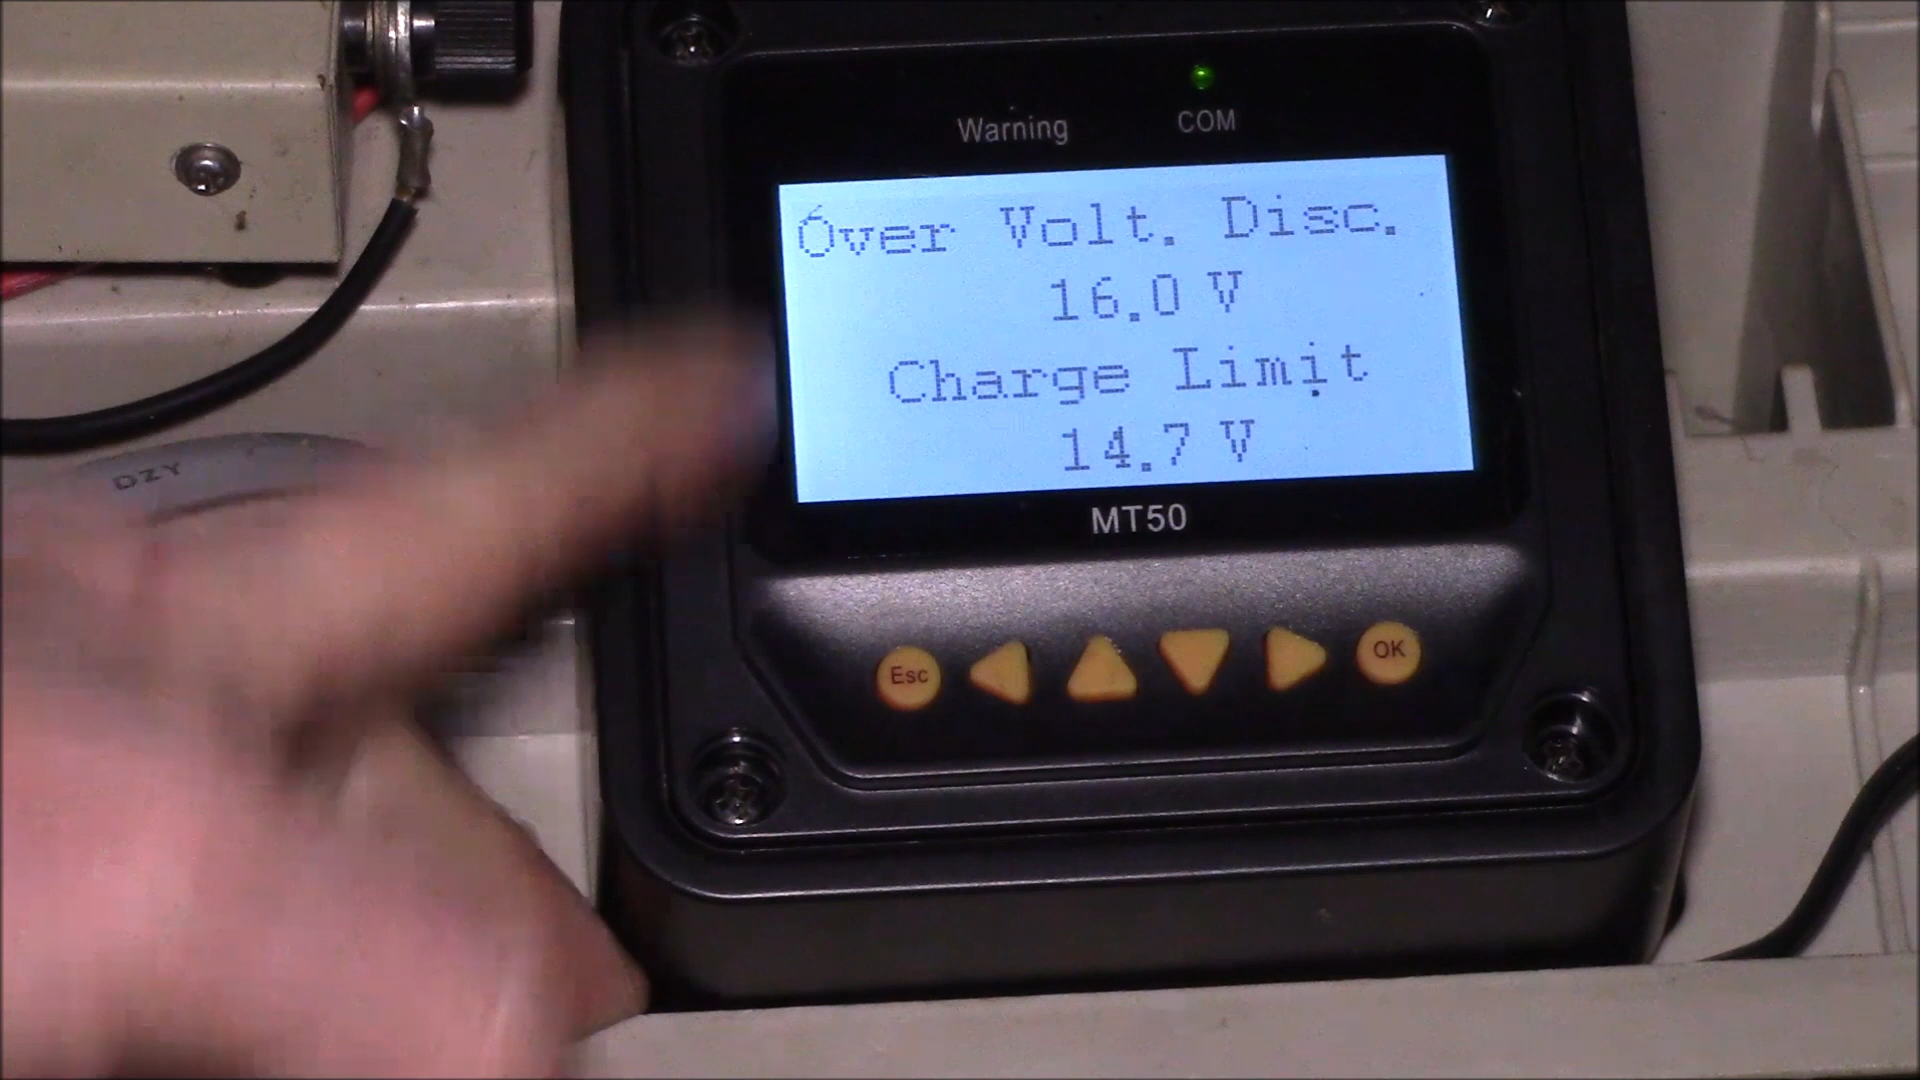 Warning
COM
Over Volt. Disc.
16.0 V
Charge Limit
14.7 V
MT50
Esc
OK
DZY